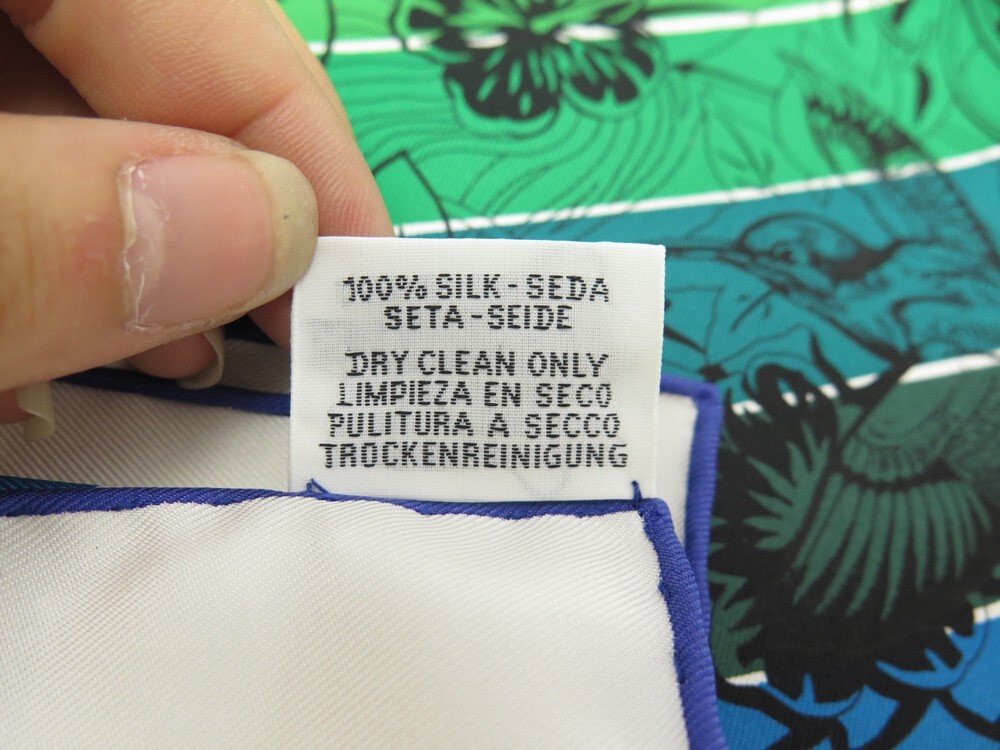 100% SILK - SEDA
SETA - SEIDE
DRY CLEAN ONLY
LIMPIEZA EN SECO
PULITURA A SECCO
TROCKENREINIGUNG